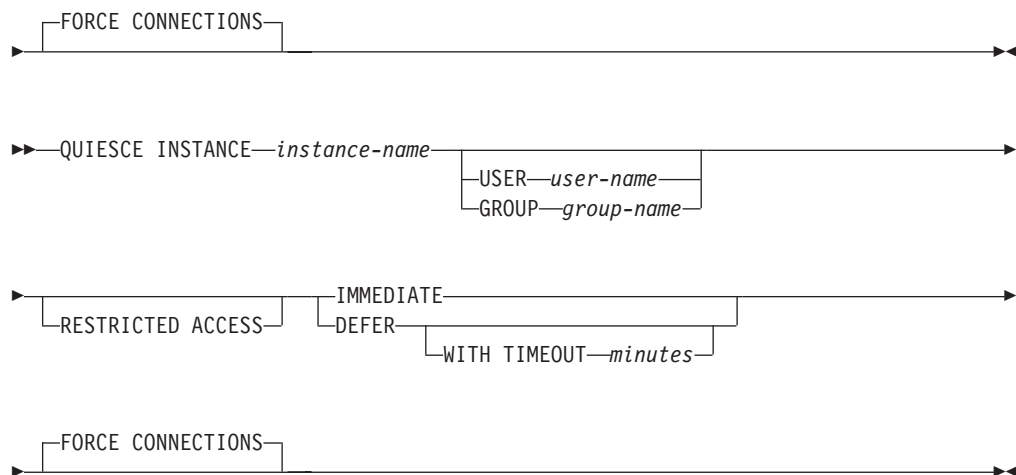 FORCE CONNECTIONS
QUIESCE INSTANCE instance-name
USER user-name
GROUP group-name
IMMEDIATE
RESTRICTED ACCESS DEFER
WITH TIMEOUT minutes
FORCE CONNECTIONS